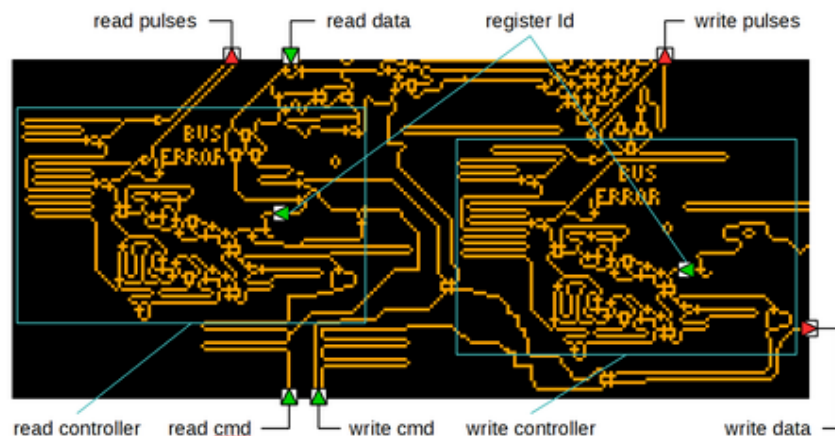 read pulses read data register Id write pulses
BUS
ERROR
BUS
ERROR
read controller read cmd write cmd write controller write data